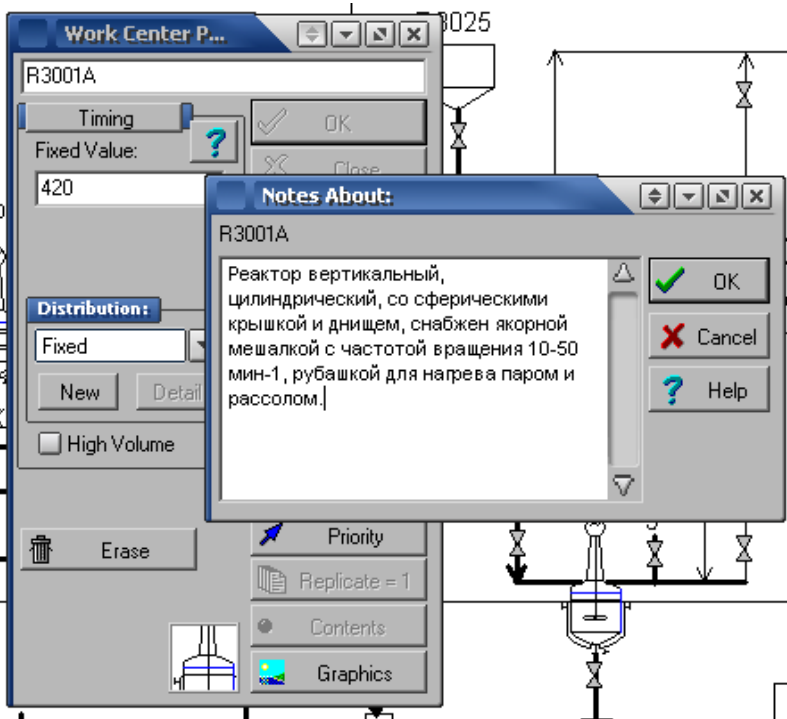 Work Center P...
3025
R3001A
Timing
Fixed Value:
420
OK
Close
Notes About:
R3001A
Реактор вертикальный,
цилиндрический, со сферическими
крышкой и днищем, снабжен якорной
мешалкой с частотой вращения 10-50
мин-1, рубашкой для нагрева паром и
рассолом.
OK
Cancel
Help
Distribution:
Fixed
New
Detail
High Volume
Erase
Priority
Replicate = 1
Contents
Graphics